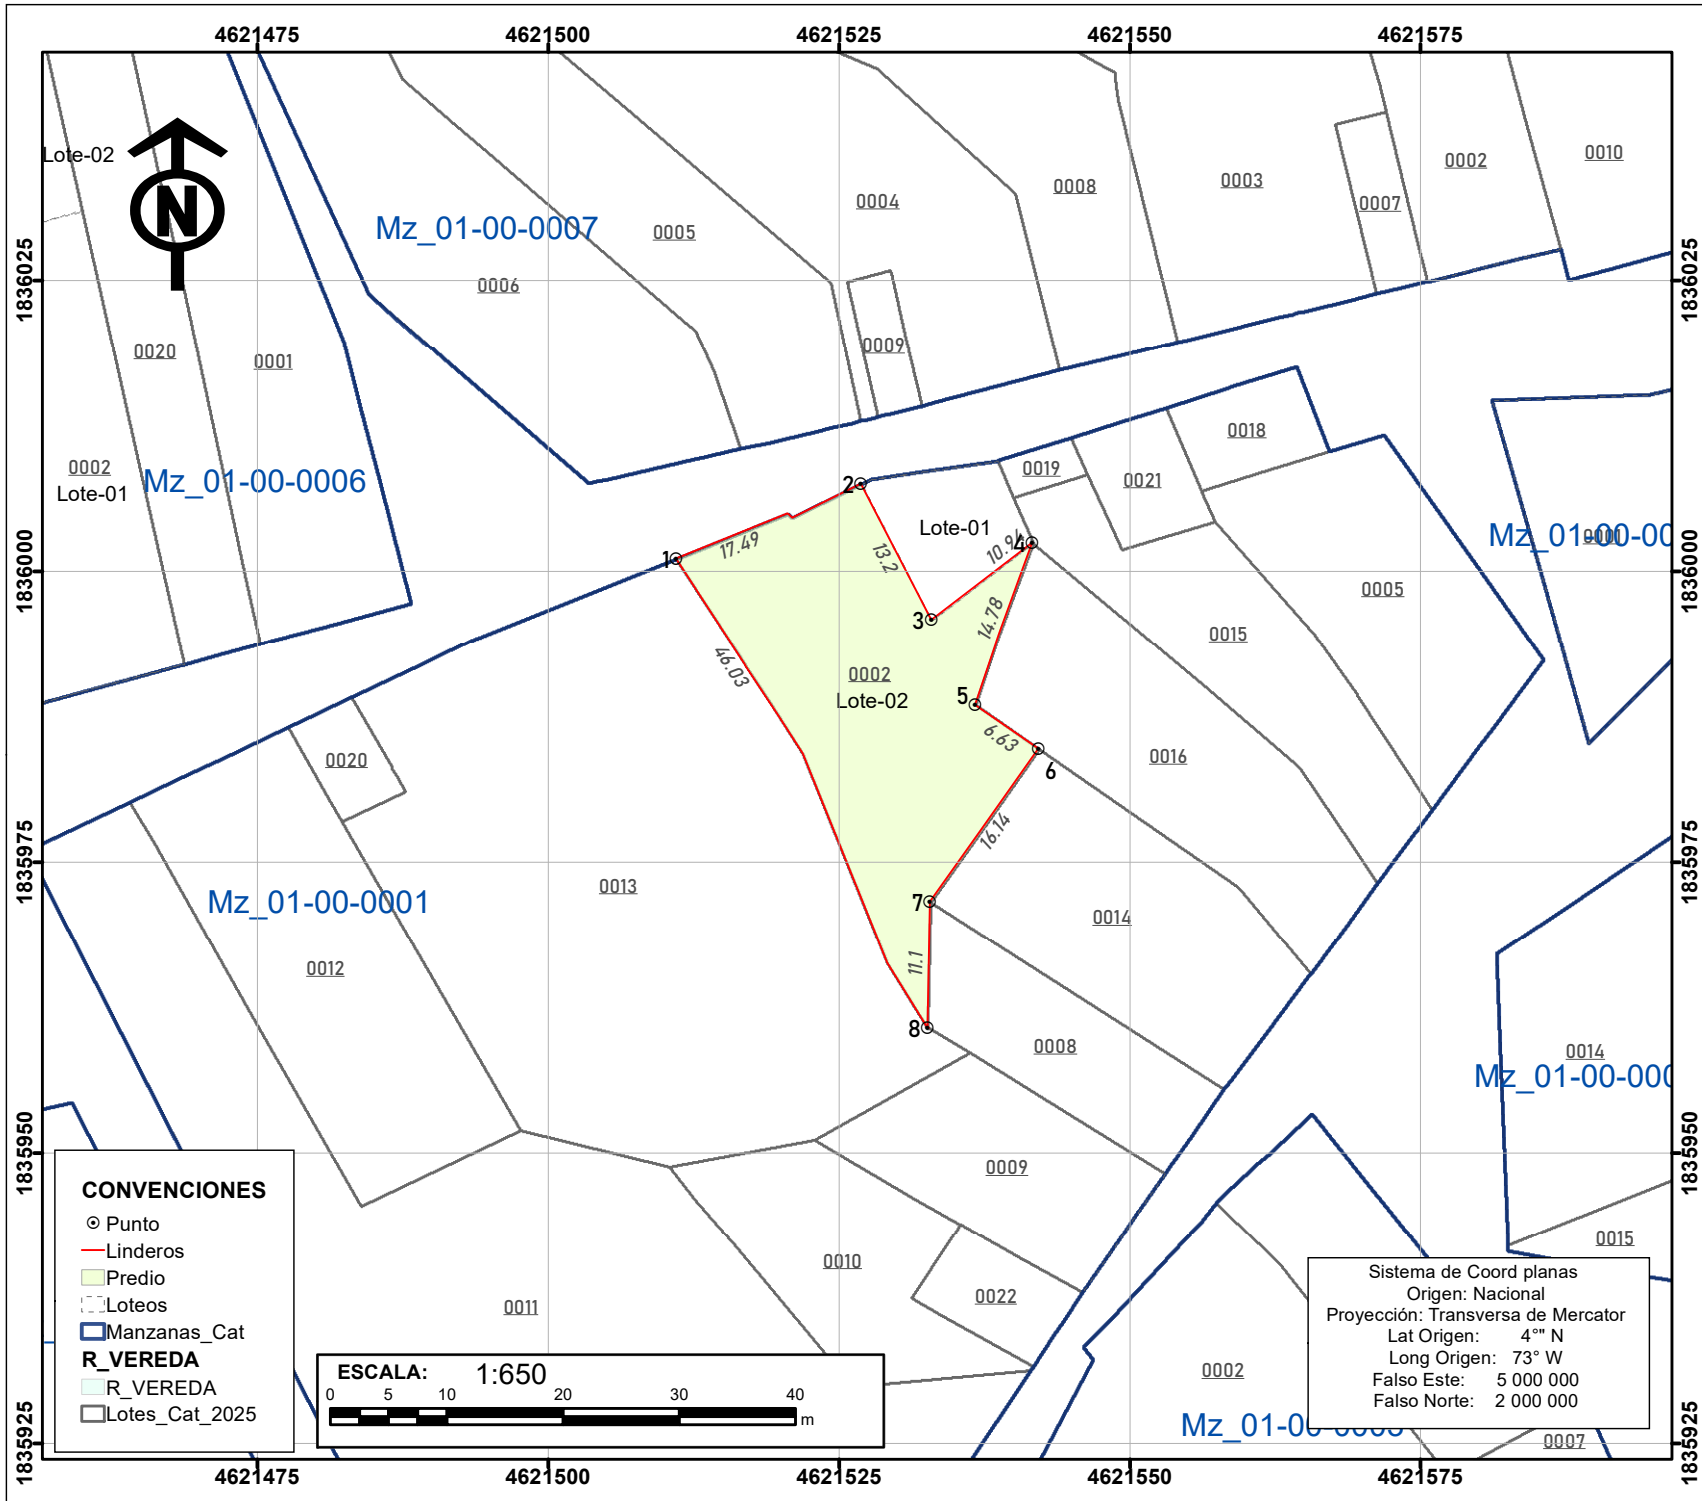 4621475 4621500 4621525 4621550 4621575
Lote-02
N
Mz_01-00-0007
0005
0004
0008
0003
0007
0002
0010
1836025
1836025
0006
0009
0020
0001
0002
Lote-01
Mz_01-00-0006
0018
0019
0021
2
Lote-01
1
17.49
13.2
4
1836000
1836000
0005
3
14.78
0015
46.03
0002
Lote-02
5
6.63
6
0020
0016
16.14
1835975
1835975
0013
Mz_01-00-0001
7
0014
0012
11.1
8
0008
0014
0009
1835950
1835950
0010
0022
0011
0015
0002
0007
CONVENCIONES
Punto
Linderos
Predio
Loteos
Manzanas_Cat
R_VEREDA
R_VEREDA
Lotes_Cat_2025
ESCALA: 1:650
0 5 10 20 30 40
m
Sistema de Coord planas
Origen: Nacional
Proyección: Transversa de Mercator
Lat Origen: 4°'" N
Long Origen: 73° W
Falso Este: 5 000 000
Falso Norte: 2 000 000
1835925
1835925
4621475 4621500 4621525 4621550 4621575